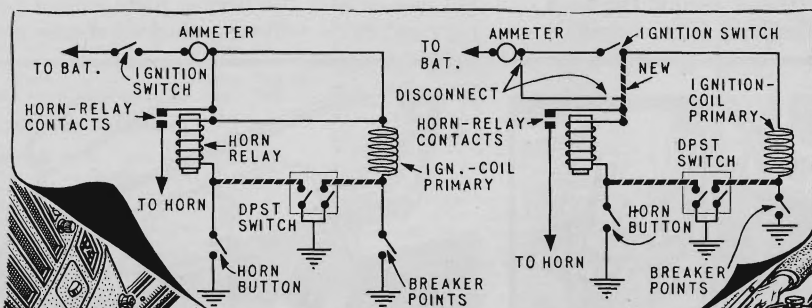 AMMETER
TO BAT.
IGNITION
SWITCH
HORN-RELAY
CONTACTS
HORN
RELAY
IGN.-COIL
PRIMARY
TO HORN
DPST
SWITCH
HORN
BUTTON
BREAKER
POINTS
AMMETER
IGNITION SWITCH
TO
BAT.
NEW
DISCONNECT
IGNITION-
COIL
PRIMARY
HORN-RELAY
CONTACTS
DPST
SWITCH
HORN
BUTTON
TO HORN
BREAKER
POINTS